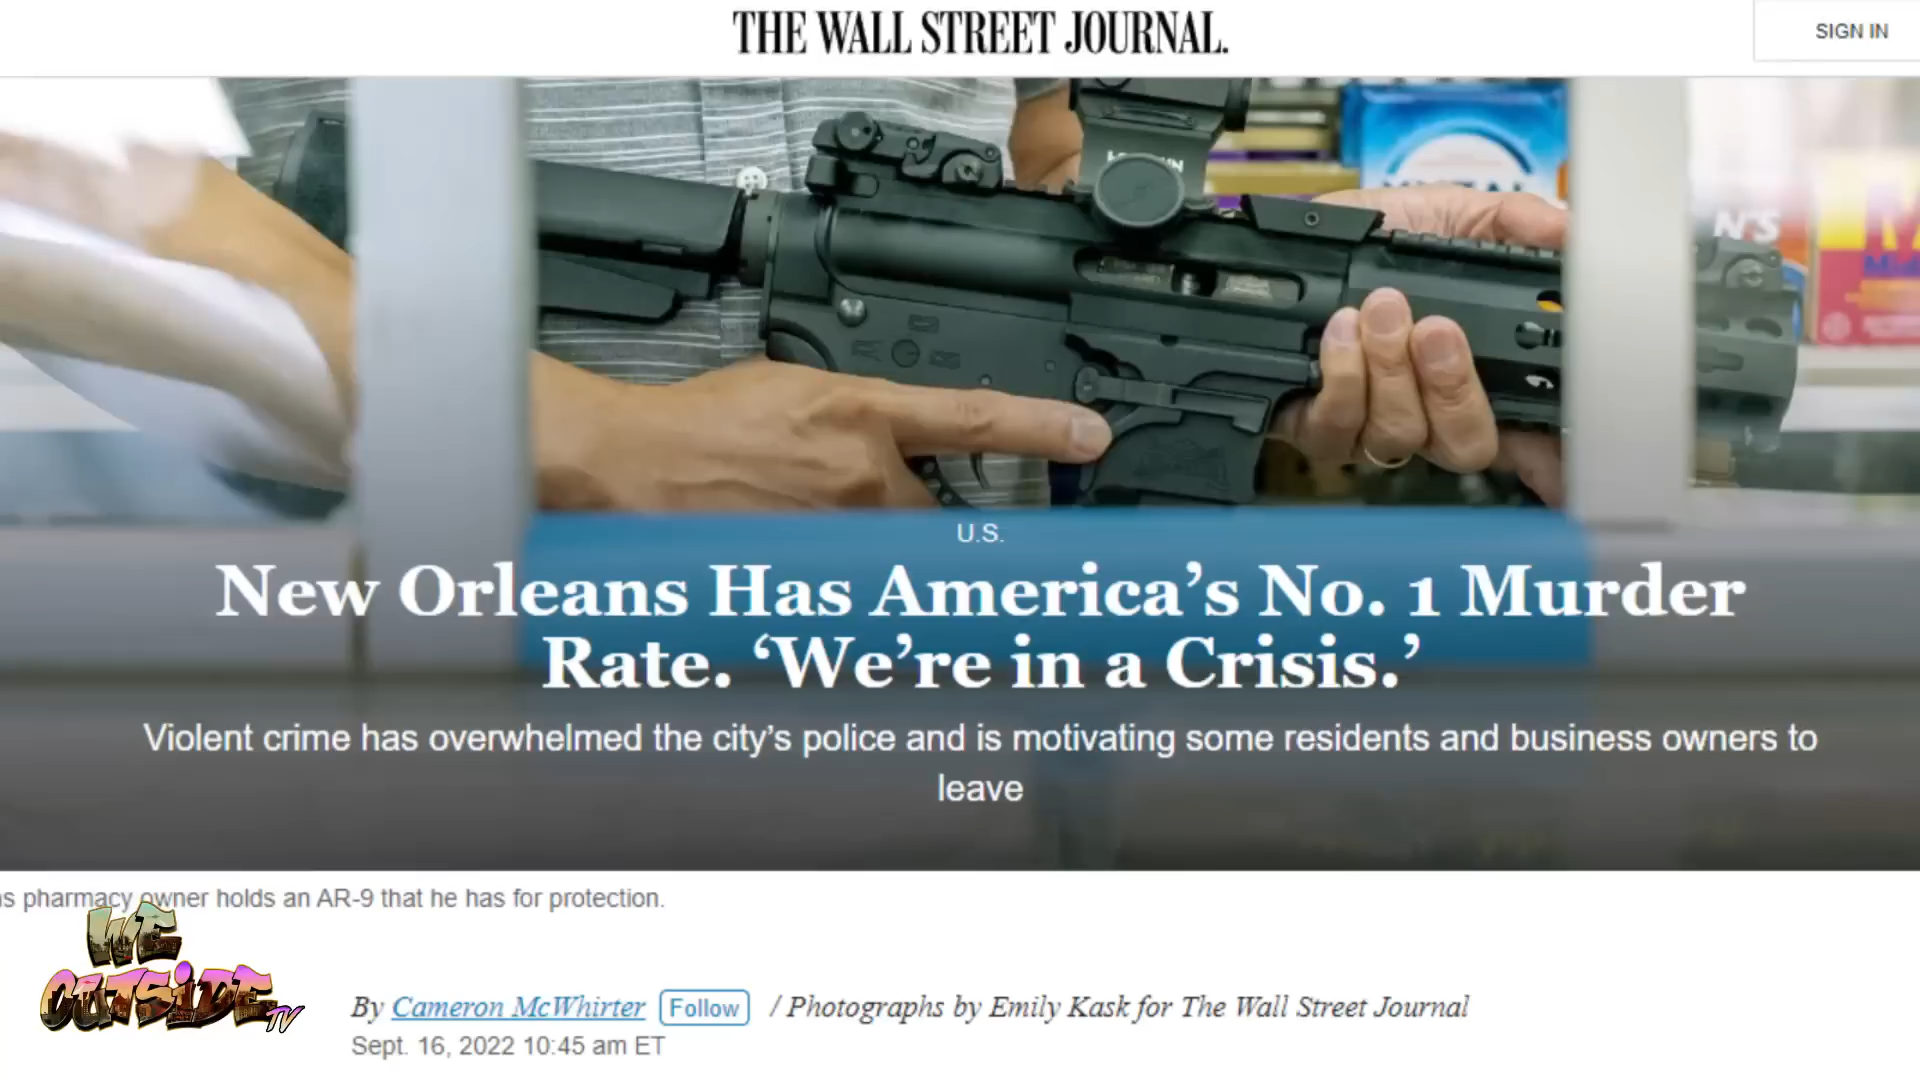 THE WALL STREET JOURNAL.
SIGN IN
N'S
U.S.
New Orleans Has America’s No. 1 Murder
Rate. ‘We’re in a Crisis.’
Violent crime has overwhelmed the city’s police and is motivating some residents and business owners to
leave
pharmacy owner holds an AR-9 that he has for protection.
WE
OUTSIDE
TV
By Cameron McWhirter Follow / Photographs by Emily Kask for The Wall Street Journal
Sept. 16, 2022 10:45 am ET